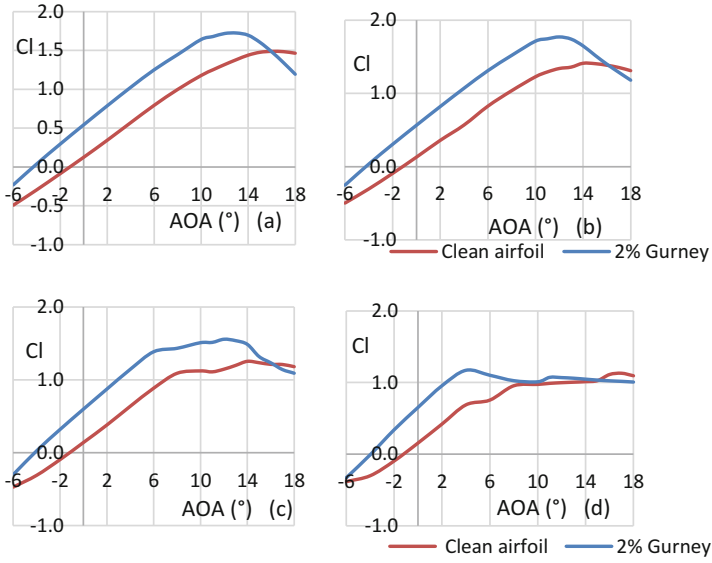 2.0
Cl
1.5
1.0
0.5
0.0
-6 -2 2 6 10 14 18
-0.5
AOA (°) (a)
-1.0
2.0
Cl
1.0
0.0
-6 -2 2 6 10 14 18
AOA (°) (b)
-1.0
Clean airfoil 2% Gurney
2.0
Cl
1.0
0.0
-6 -2 2 6 10 14 18
AOA (°) (c)
-1.0
2.0
Cl
1.0
0.0
-6 -2 2 6 10 14 18
AOA (°) (d)
-1.0
Clean airfoil 2% Gurney